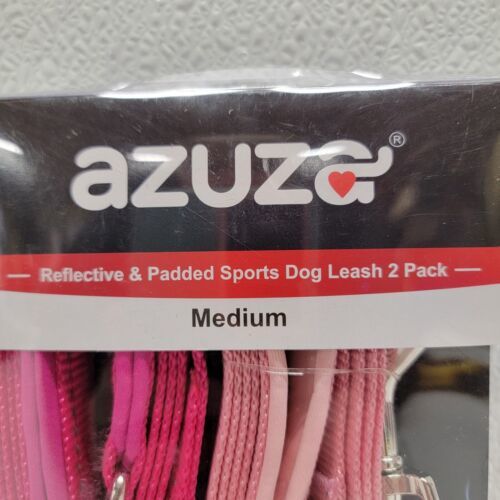 azuza®
Reflective & Padded Sports Dog Leash 2 Pack
Medium